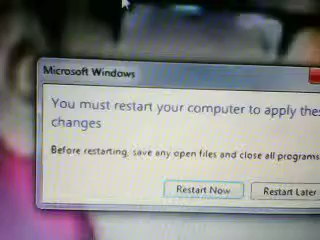 Microsoft Windows
You must restart your computer to apply
changes
Before restarting, save any open files and close all programs
Restart Now
Restart Later